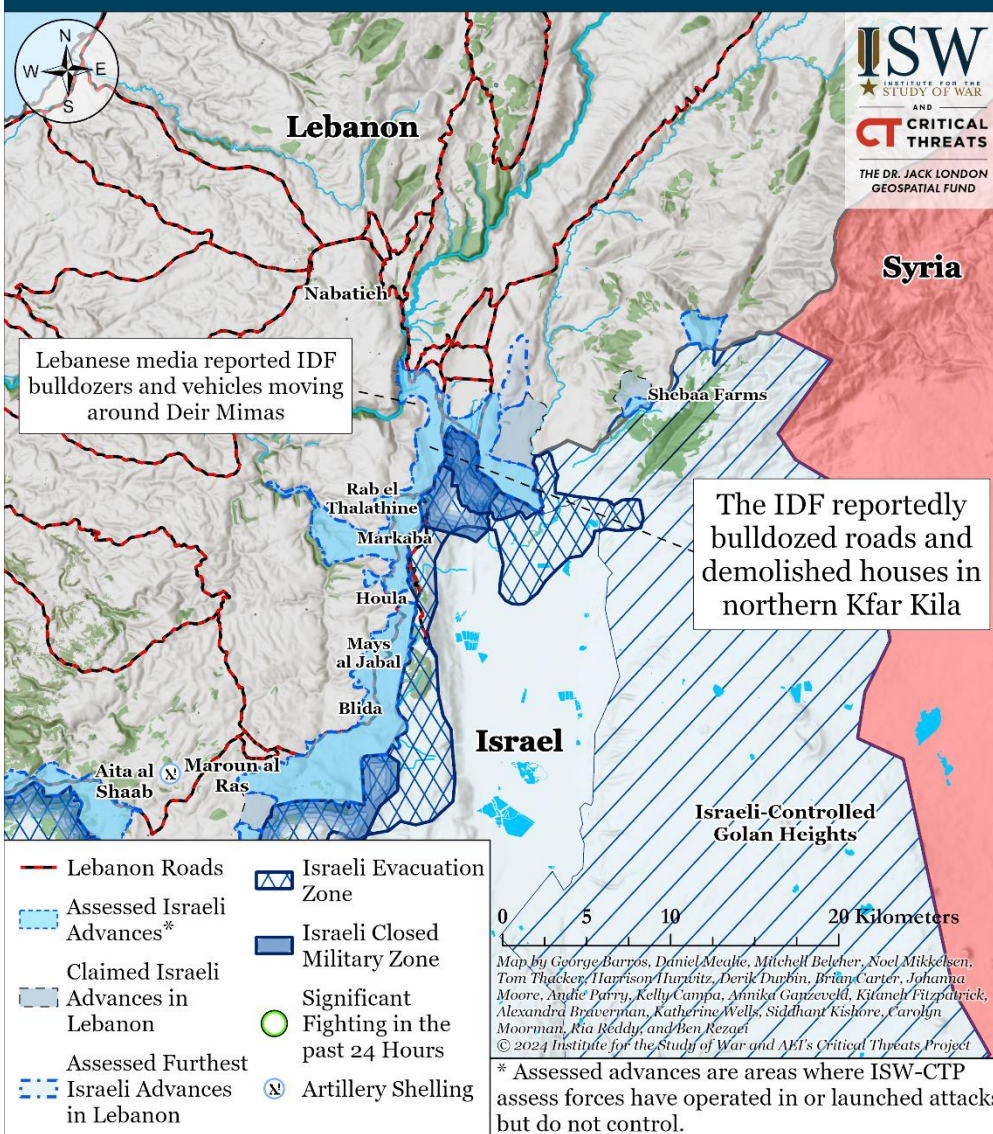 N
W
E
S
ISW
INSTITUTE FOR THE
STUDY OF WAR
AND
CT CRITICAL
THREATS
THE DR. JACK LONDON
GEOSPATIAL FUND
Lebanon
Syria
Nabatieh
Lebanese media reported IDF
bulldozers and vehicles moving
around Deir Mimas
Shebaa Farms
Rab el
Thalathine
Markaba
The IDF reportedly
bulldozed roads and
demolished houses in
northern Kfar Kila
Houla
Mays
al Jabal
Blida
Israel
Aita al
Shaab
X!
Maroun al
Ras
Israeli-Controlled
Golan Heights
Lebanon Roads
Assessed Israeli
Advances*
Claimed Israeli
Advances in
Lebanon
Assessed Furthest
Israeli Advances
in Lebanon
Israeli Evacuation
Zone
Israeli Closed
Military Zone
Significant
Fighting in the
past 24 Hours
X!
Artillery Shelling
0 5 10 20 Kilometers
Map by George Barros, Daniel Mealie, Mitchell Belcher, Noel Mikkelsen,
Tom Thacker, Harrison Hurwitz, Derik Durbin, Brian Carter, Johanna
Moore, Andie Parry, Kelly Campa, Annika Ganzeveld, Kitaneh Fitzpatrick,
Alexandra Braverman, Katherine Wells, Siddhant Kishore, Carolyn
Moorman, Ria Reddy, and Ben Rezaei
© 2024 Institute for the Study of War and AEI's Critical Threats Project
* Assessed advances are areas where ISW-CTP
assess forces have operated in or launched attacks
but do not control.